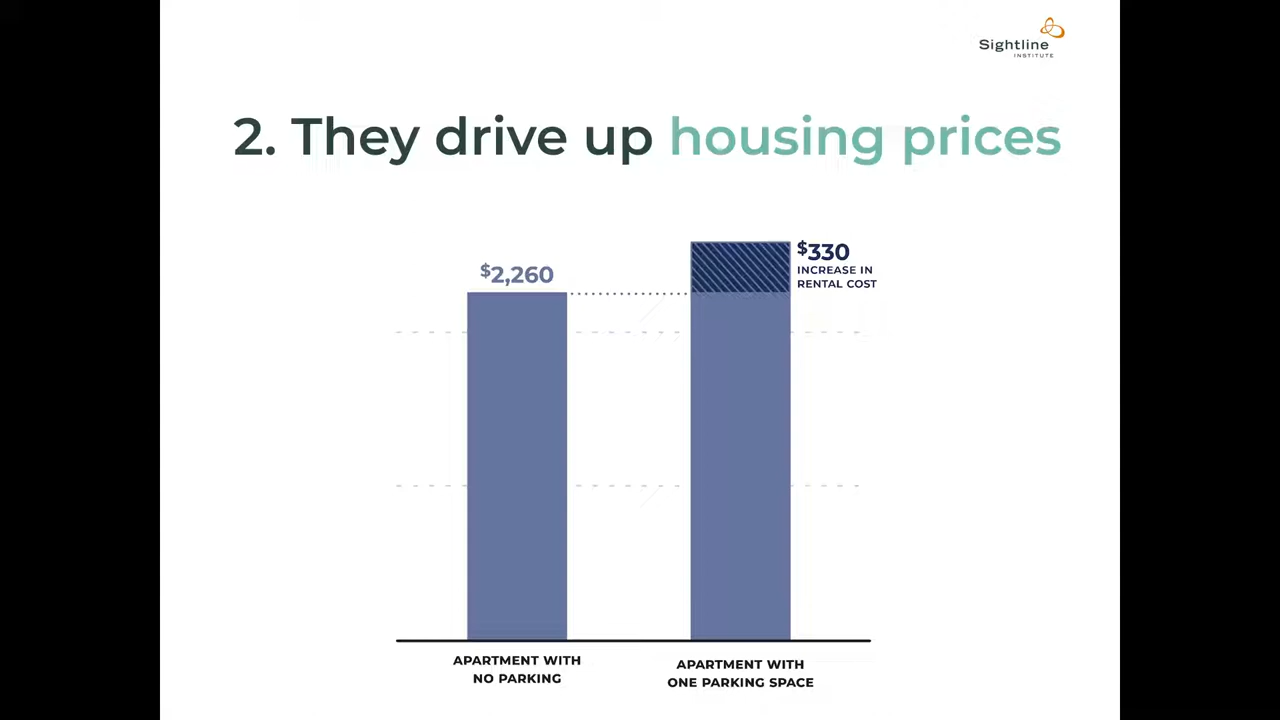 Sightline
INSTITUTE
2. They drive up housing prices
$2,260
$330
INCREASE IN
RENTAL COST
APARTMENT WITH
NO PARKING
APARTMENT WITH
ONE PARKING SPACE